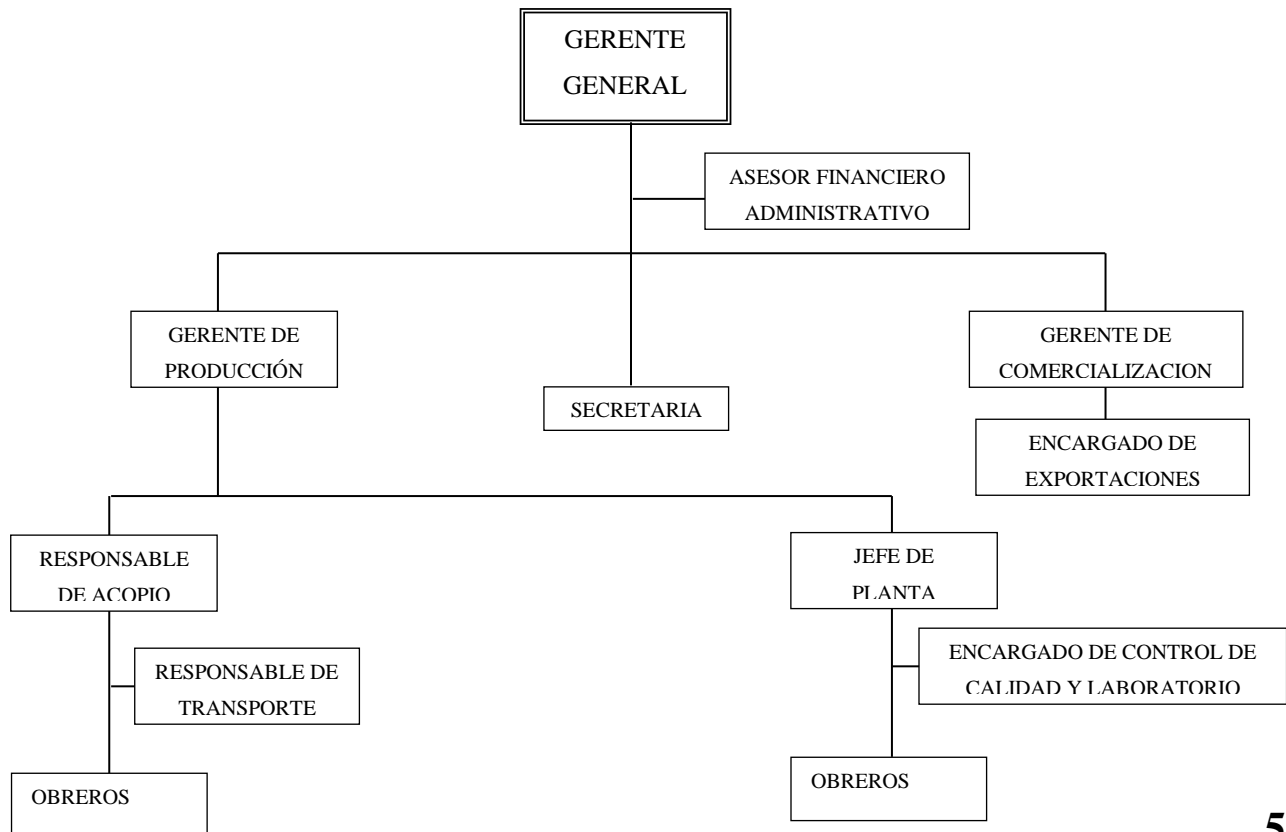 GERENTE
GENERAL
ASESOR FINANCIERO
ADMINISTRATIVO
GERENTE DE
PRODUCCIÓN
SECRETARIA
GERENTE DE
COMERCIALIZACION
ENCARGADO DE
EXPORTACIONES
RESPONSABLE
DE ACOPIO
JEFE DE
PLANTA
RESPONSABLE DE
TRANSPORTE
ENCARGADO DE CONTROL DE
CALIDAD Y LABORATORIO
OBREROS
OBREROS
5